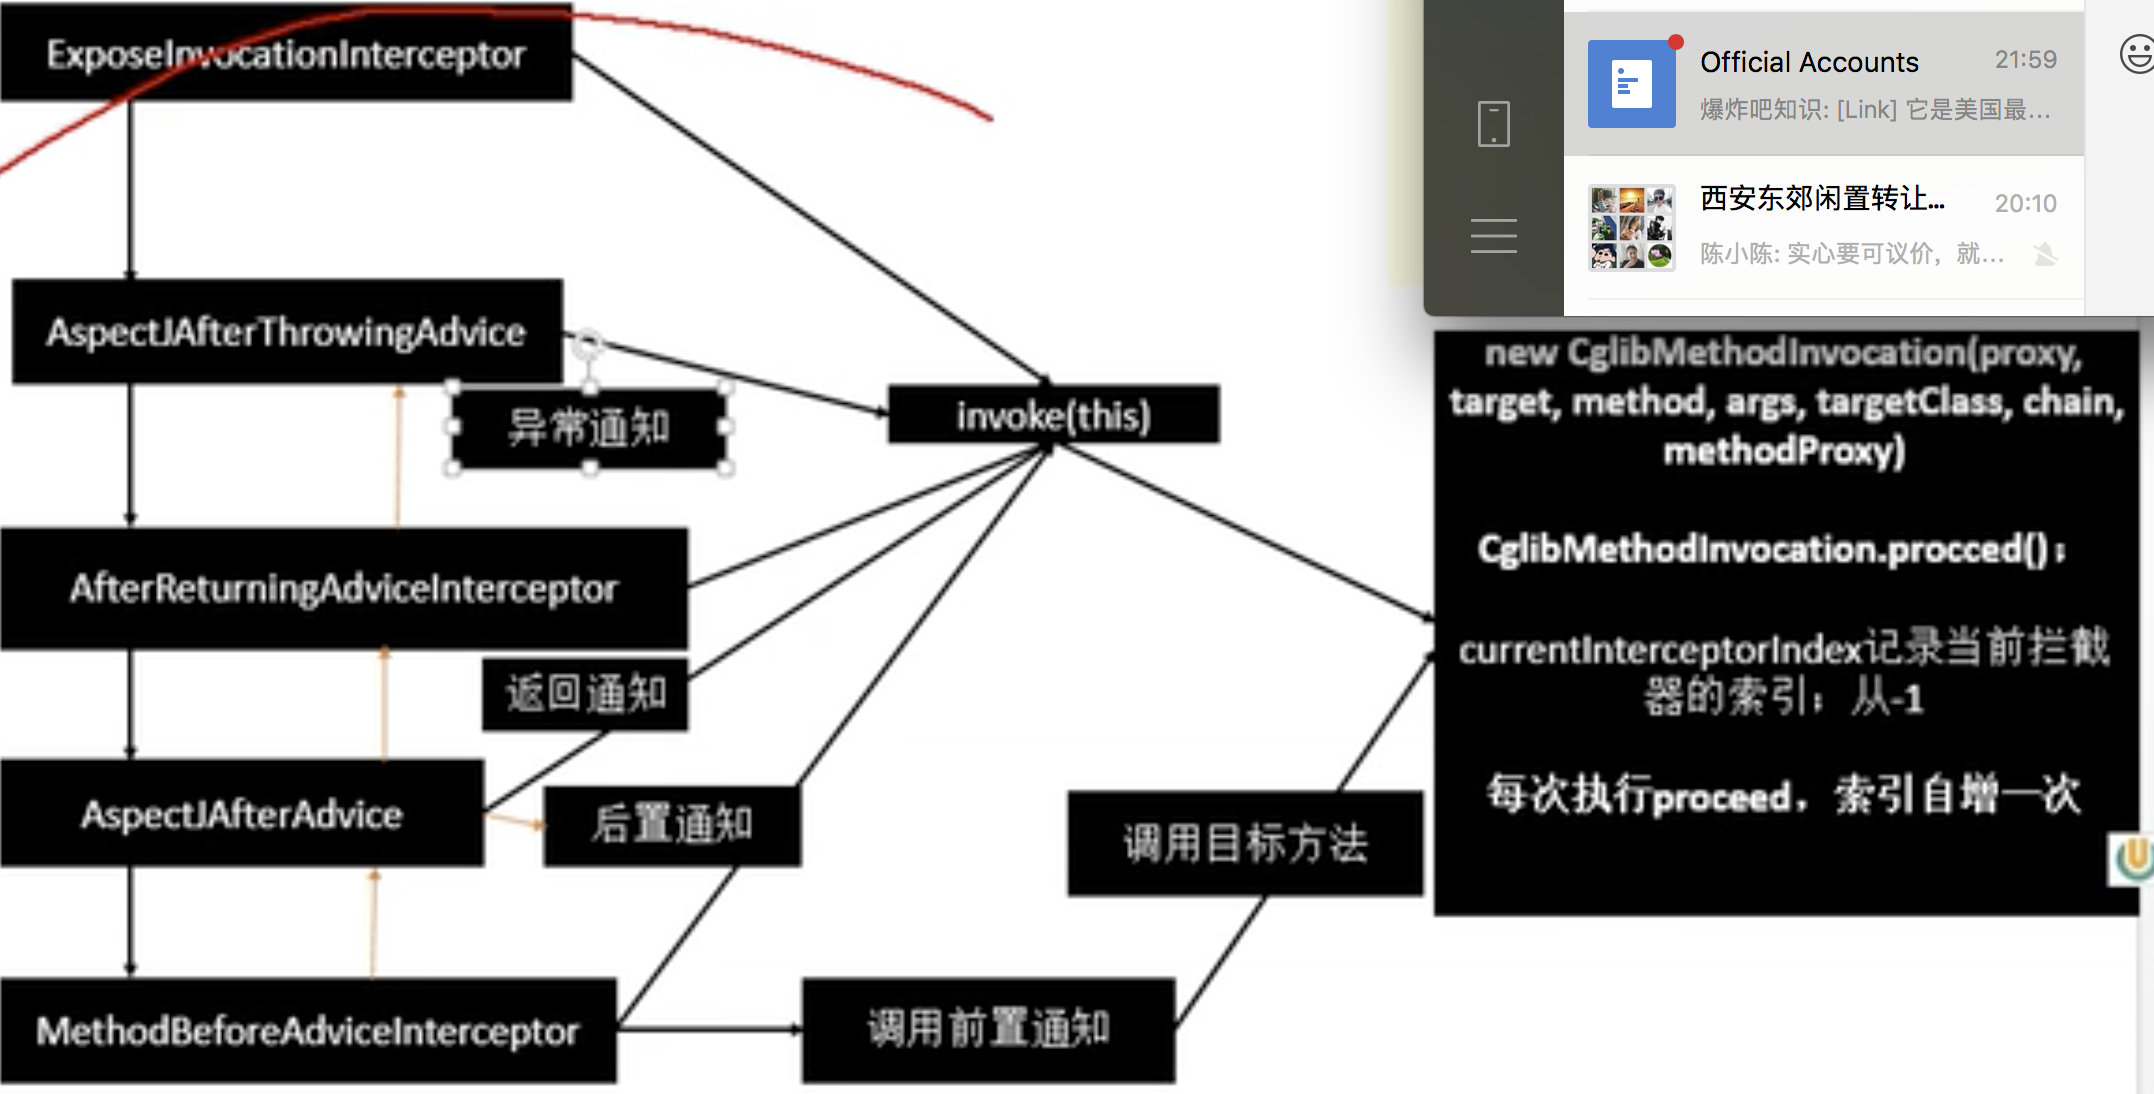 ExposeInvocationInterceptor
AspectJAfterThrowingAdvice
异常通知
invoke(this)
AfterReturningAdviceInterceptor
返回通知
AspectJAfterAdvice
后置通知
调用目标方法
MethodBeforeAdviceInterceptor
调用前置通知
Official Accounts
21:59
爆炸吧知识: [Link] 它是美国最...
西安东郊闲置转让...
20:10
陈小陈: 实心要可议价，就...
new CglibMethodInvocation(proxy,
target, method, args, targetClass, chain,
methodProxy)
CglibMethodInvocation.procced()；
currentInterceptorIndex记录当前拦截
器的索引；从-1
每次执行proceed，索引自增一次